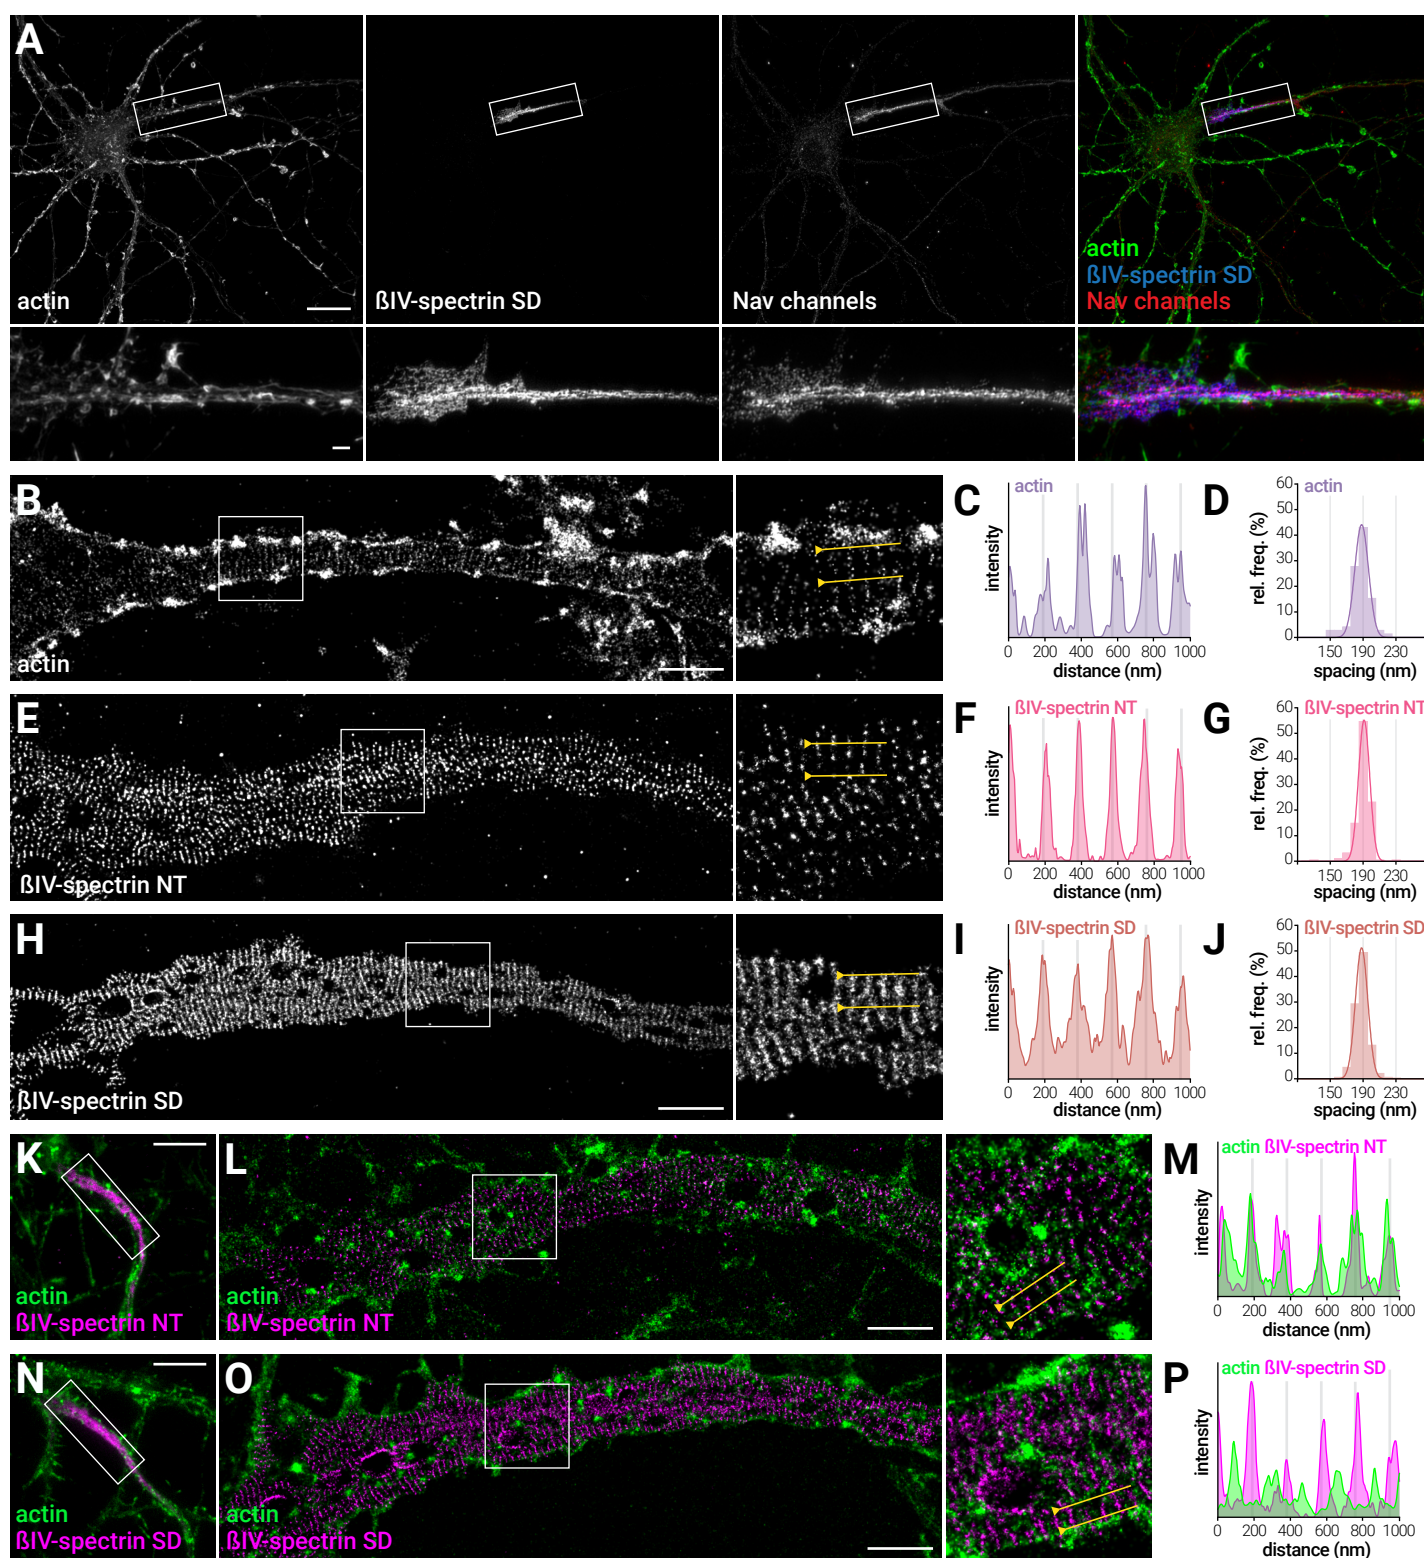 A
actin
ßIV-spectrin SD
Nav channels
actin
ßIV-spectrin SD
Nav channels
B
actin
C
actin
intensity
0 200 400 600 800 1000
distance (nm)
D
actin
rel. freq. (%)
60
50
40
30
20
10
0
150 190 230
spacing (nm)
E
ßIV-spectrin NT
F
ßIV-spectrin NT
intensity
0 200 400 600 800 1000
distance (nm)
G
ßIV-spectrin NT
rel. freq. (%)
60
50
40
30
20
10
0
150 190 230
spacing (nm)
H
ßIV-spectrin SD
I
ßIV-spectrin SD
intensity
0 200 400 600 800 1000
distance (nm)
J
ßIV-spectrin SD
rel. freq. (%)
60
50
40
30
20
10
0
150 190 230
spacing (nm)
K
actin
ßIV-spectrin NT
L
actin
ßIV-spectrin NT
M
actin ßIV-spectrin NT
intensity
0 200 400 600 800 1000
distance (nm)
N
actin
ßIV-spectrin SD
O
actin
ßIV-spectrin SD
P
actin ßIV-spectrin SD
intensity
0 200 400 600 800 1000
distance (nm)